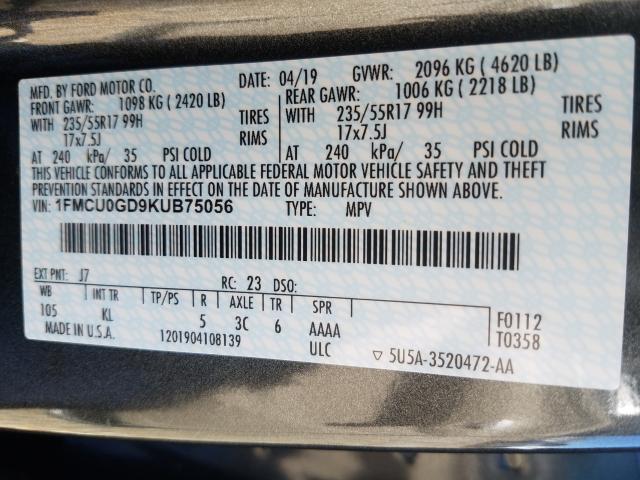 MFD. BY FORD MOTOR CO. DATE: 04/19 GVWR: 2096 KG ( 4620 LB)
FRONT GAWR: 1098 KG ( 2420 LB) REAR GAWR: 1006 KG ( 2218 LB)
WITH 235/55R17 99H TIRES WITH 235/55R17 99H TIRES
17x7.5J RIMS 17x7.5J RIMS
AT 240 kPa/ 35 PSI COLD AT 240 kPa/ 35 PSI COLD
THIS VEHICLE CONFORMS TO ALL APPLICABLE FEDERAL MOTOR VEHICLE SAFETY AND THEFT
PREVENTION STANDARDS IN EFFECT ON THE DATE OF MANUFACTURE SHOWN ABOVE.
VIN: 1FMCU0GD9KUB75056 TYPE: MPV
EXT PNT: J7 RC: 23 DSO:
WB INT TR TP/PS R AXLE TR SPR
105 KL 5 3C 6 AAAA F0112
MADE IN U.S.A. 1201904108139 ULC ▽ 5U5A-3520472-AA T0358